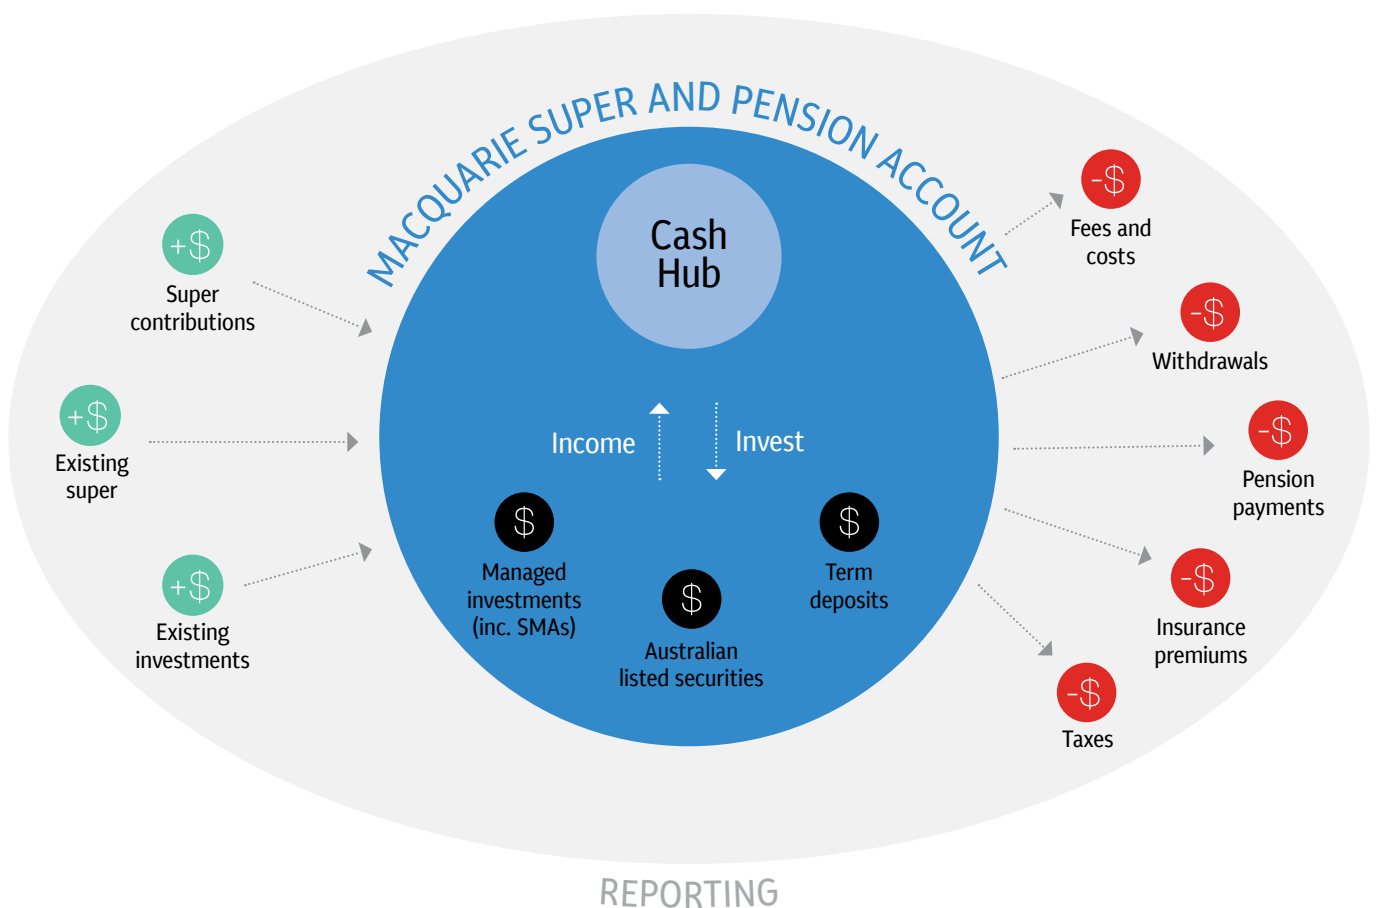 MACQUARIE SUPER AND PENSION ACCOUNT
Cash
Hub
+$
Super
contributions
+$
Existing
super
+$
Existing
investments
Income
Invest
$
Managed
investments
(inc. SMAs)
$
Australian
listed securities
$
Term
deposits
-$
Fees and
costs
-$
Withdrawals
-$
Pension
payments
-$
Insurance
premiums
-$
Taxes
REPORTING